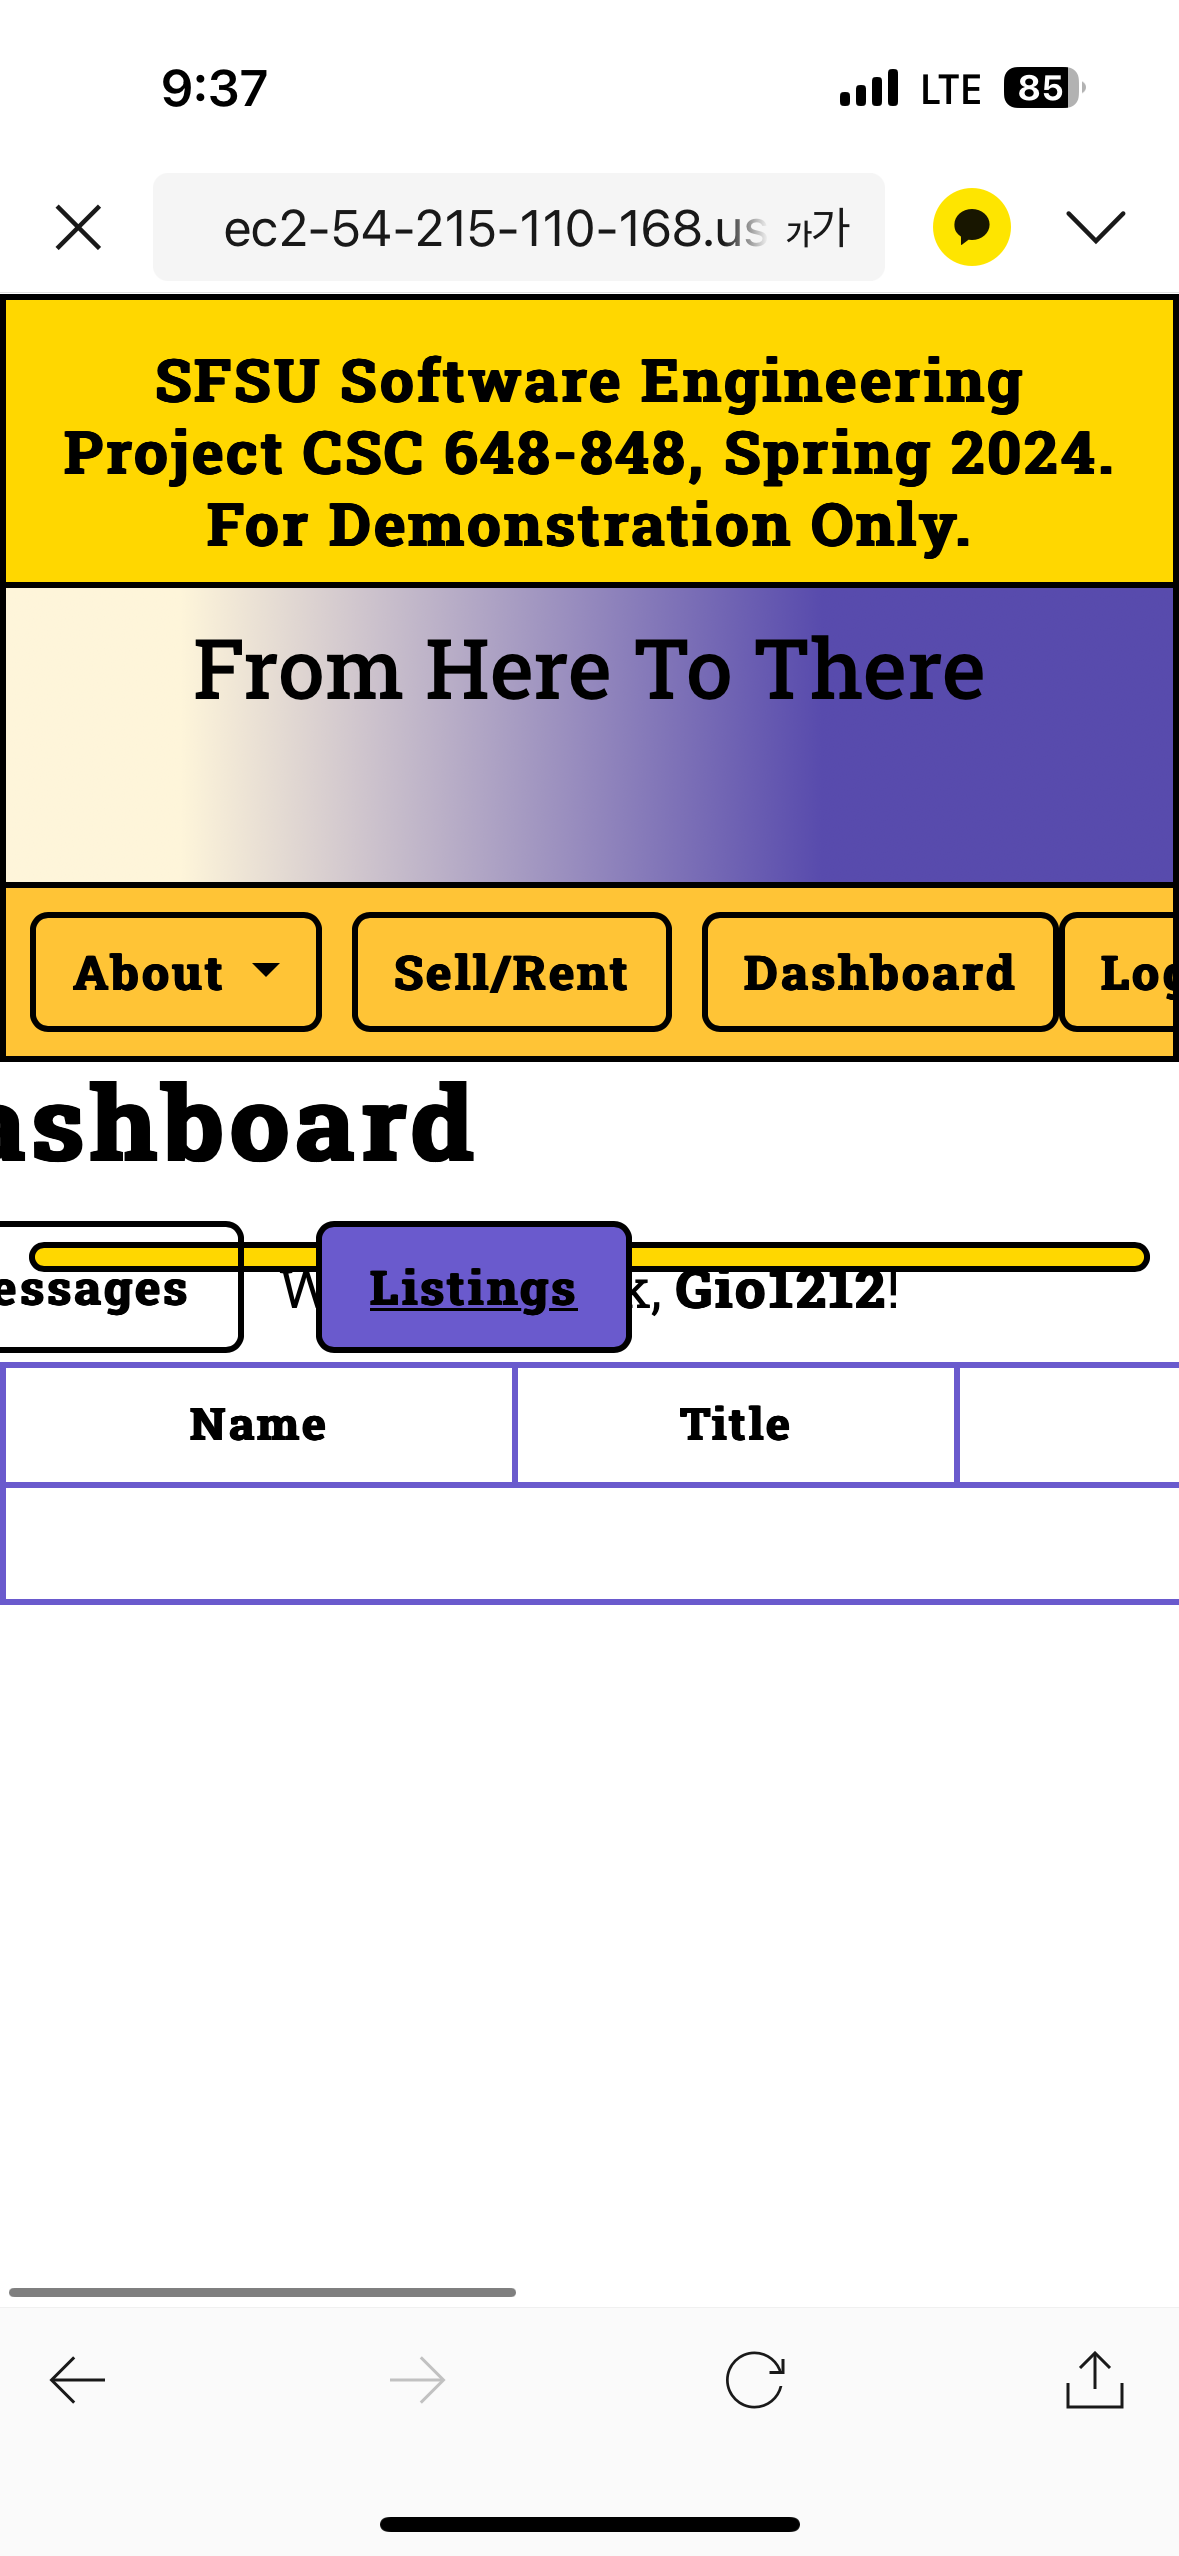 9:37 LTE 85
ec2-54-215-110-168.us 가가
SFSU Software Engineering
Project CSC 648-848, Spring 2024.
For Demonstration Only.
From Here To There
About Sell/Rent Dashboard Log
ashboard
essages Listings k, Gio1212!
Name Title